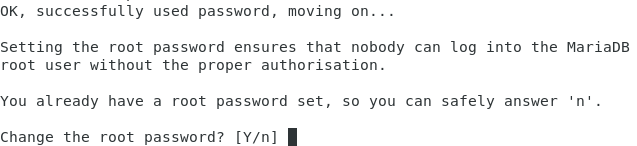 OK, successfully used password, moving on...
Setting the root password ensures that nobody can log into the MariaDB
root user without the proper authorisation.
You already have a root password set, so you can safely answer 'n'.
Change the root password? [Y/n]